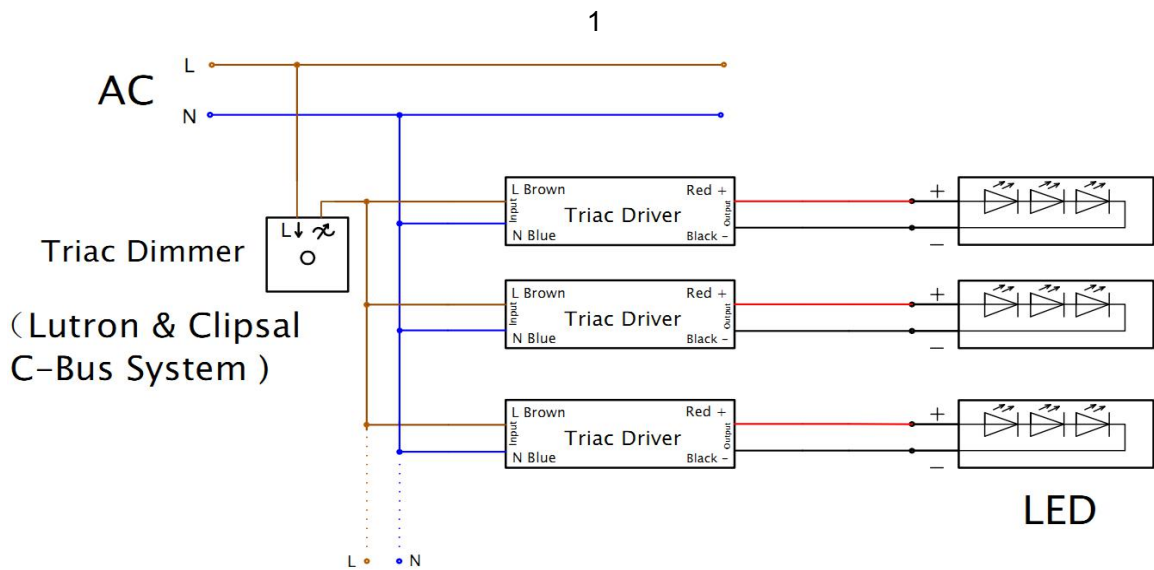 1
AC
L
N
Triac Dimmer
（Lutron & Clipsal
C-Bus System )
L
L Brown
Input
N Blue
Triac Driver
Red +
Output
Black -
+
–
L Brown
Input
N Blue
Triac Driver
Red +
Output
Black -
+
–
L Brown
Input
N Blue
Triac Driver
Red +
Output
Black -
+
–
LED
L
N